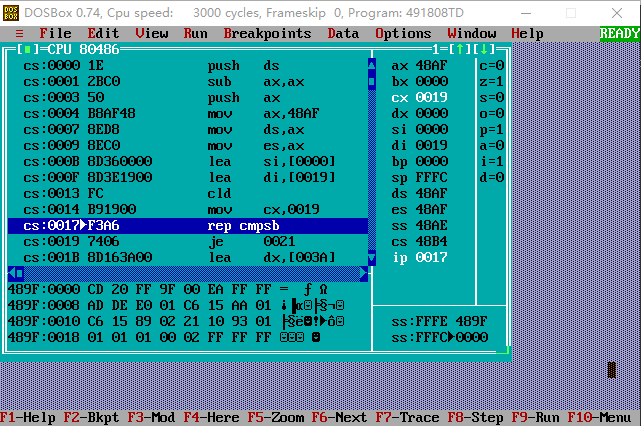 DOSBox 0.74, Cpu speed: 3000 cycles, Frameskip 0, Program: 491808TD
≡ File Edit View Run Breakpoints Data Options Window Help READY
[■]=CPU 80486 1=[↑][↓]
cs:0000 1E push ds ax 48AF c=0
cs:0001 2BC0 sub ax,ax bx 0000 z=1
cs:0003 50 push ax cx 0019 s=0
cs:0004 B8AF48 mov ax,48AF dx 0000 o=0
cs:0007 8ED8 mov ds,ax si 0000 p=1
cs:0009 8EC0 mov es,ax di 0019 a=0
cs:000B 8D360000 lea si,[0000] bp 0000 i=1
cs:000F 8D3E1900 lea di,[0019] sp FFFC d=0
cs:0013 FC cld ds 48AF
cs:0014 B91900 mov cx,0019 es 48AF
cs:0017►F3A6 rep cmpsb ss 48AE
cs:0019 7406 je 0021 cs 48B4
cs:001B 8D163A00 lea dx,[003A] ip 0017
489F:0000 CD 20 FF 9F 00 EA FF FF = ƒ Ω
489F:0008 AD DE E0 01 C6 15 AA 01
489F:0010 C6 15 89 02 21 10 93 01
489F:0018 01 01 01 00 02 FF FF FF
ss:FFFE 489F
ss:FFFC►0000
F1-Help F2-Bkpt F3-Mod F4-Here F5-Zoom F6-Next F7-Trace F8-Step F9-Run F10-Menu